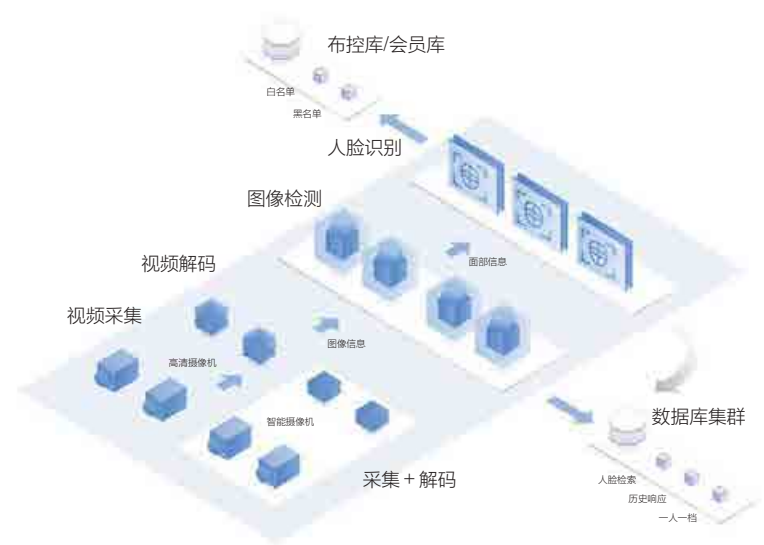 布控库/会员库
白名单
黑名单
人脸识别
图像检测
面部信息
视频解码
视频采集
图像信息
高清摄像机
智能摄像机
数据库集群
采集+解码
人脸检索
历史响应
一人一档